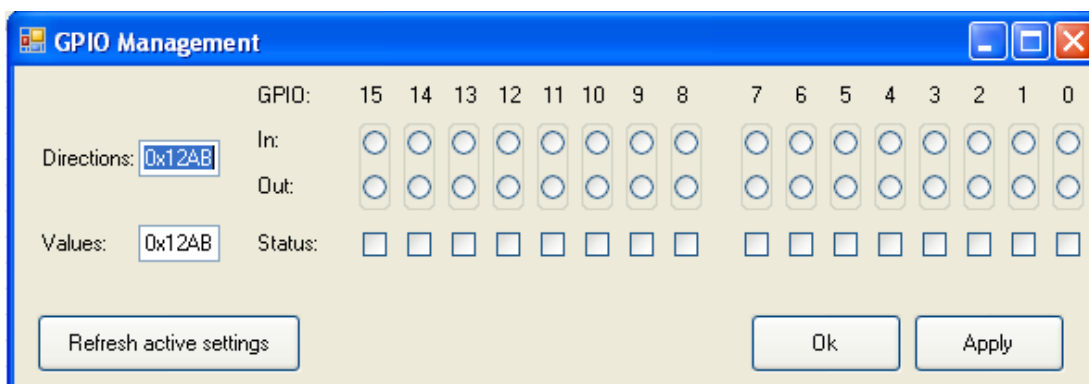 GPIO Management
GPIO: 15 14 13 12 11 10 9 8 7 6 5 4 3 2 1 0
Directions: 0x12AB In:
Out:
Values: 0x12AB Status:
Refresh active settings Ok Apply